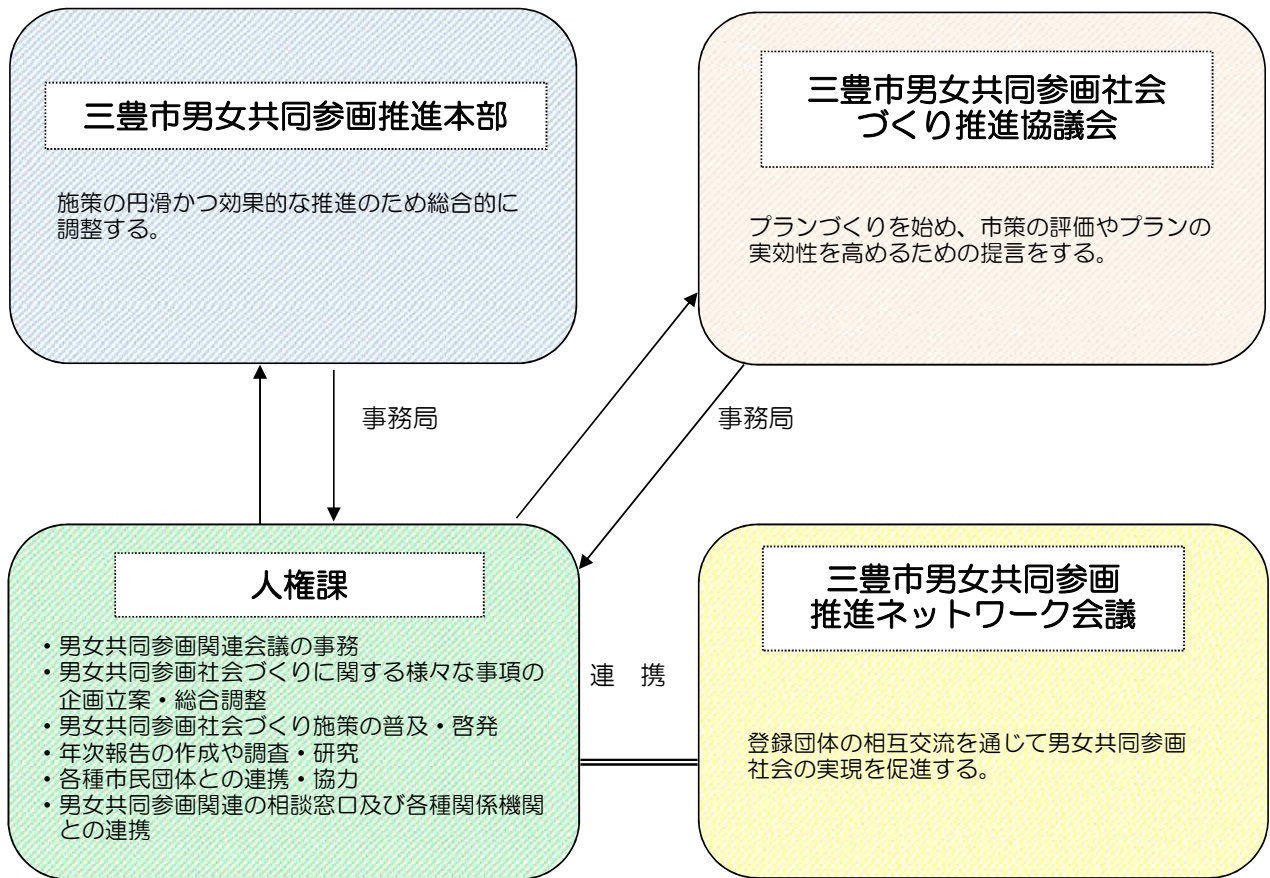 三豊市男女共同参画推進本部
施策の円滑かつ効果的な推進のため総合的に
調整する。
三豊市男女共同参画社会
づくり推進協議会
プランづくりを始め、市策の評価やプランの
実効性を高めるための提言をする。
事務局
事務局
人権課
・男女共同参画関連会議の事務
・男女共同参画社会づくりに関する様々な事項の
企画立案・総合調整
・男女共同参画社会づくり施策の普及・啓発
・年次報告の作成や調査・研究
・各種市民団体との連携・協力
・男女共同参画関連の相談窓口及び各種関係機関
との連携
連　携
三豊市男女共同参画
推進ネットワーク会議
登録団体の相互交流を通じて男女共同参画
社会の実現を促進する。